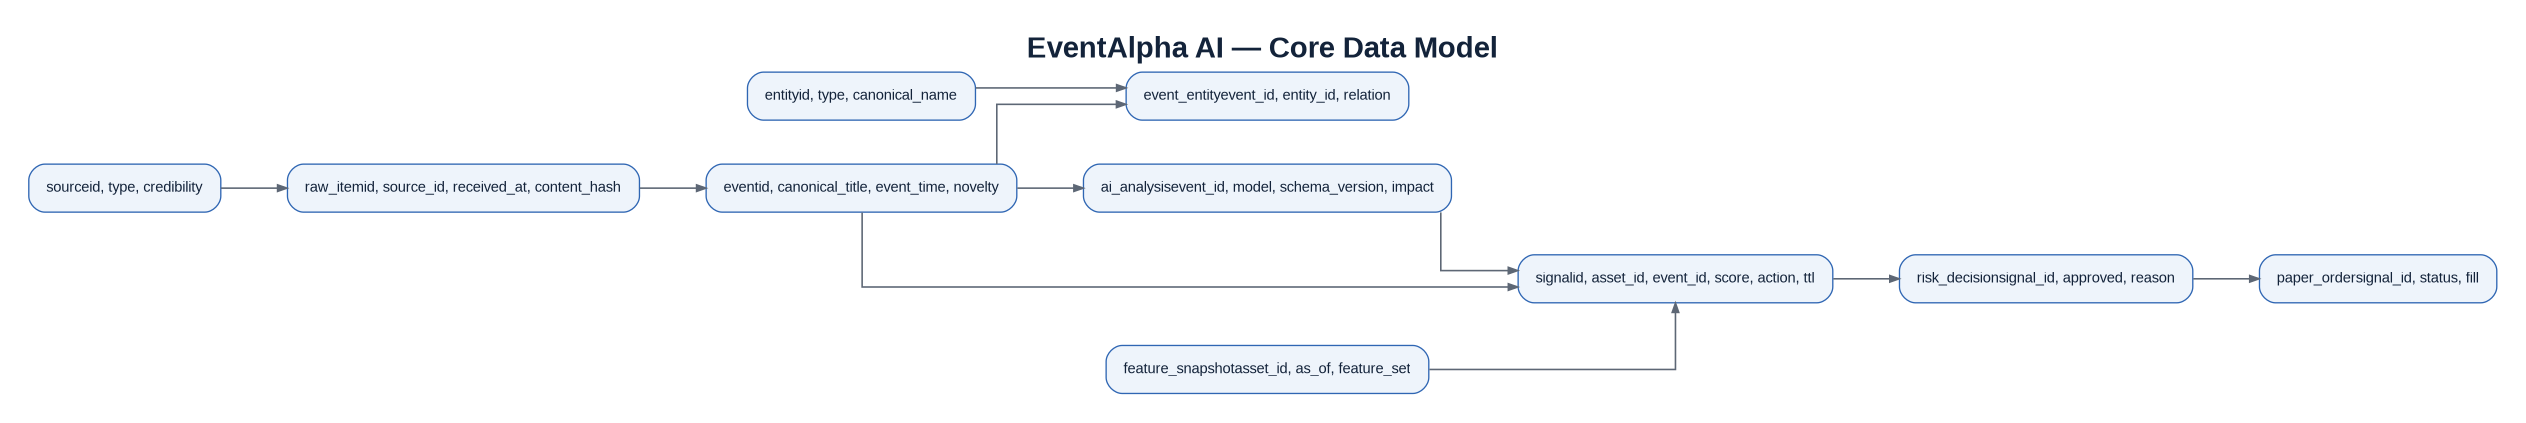 EventAlpha AI — Core Data Model
entityid, type, canonical_name
event_entityevent_id, entity_id, relation
sourceid, type, credibility
raw_itemid, source_id, received_at, content_hash
eventid, canonical_title, event_time, novelty
ai_analysisevent_id, model, schema_version, impact
signalid, asset_id, event_id, score, action, ttl
risk_decisionsignal_id, approved, reason
paper_ordersignal_id, status, fill
feature_snapshotasset_id, as_of, feature_set